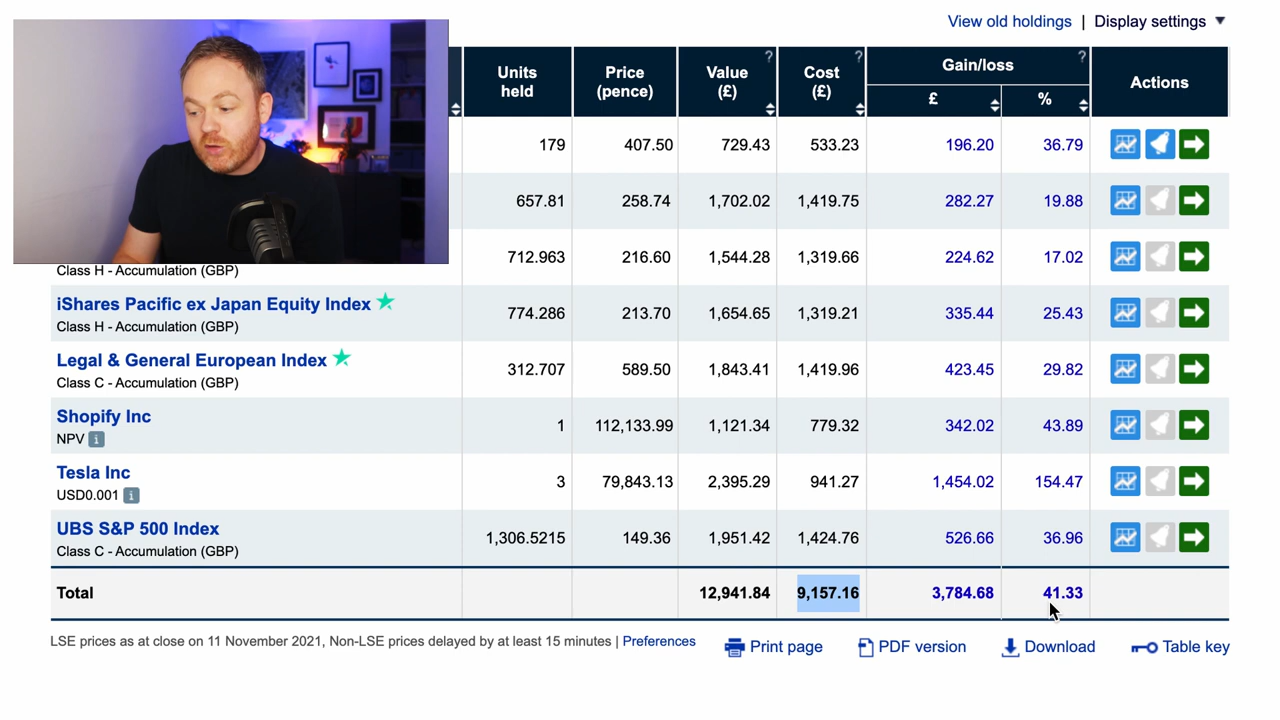 View old holdings | Display settings ▼
Units held Price (pence) Value (£) ? Cost (£) ? Gain/loss ? £ % Actions
179 407.50 729.43 533.23 196.20 36.79
657.81 258.74 1,702.02 1,419.75 282.27 19.88
712.963 216.60 1,544.28 1,319.66 224.62 17.02
Class H - Accumulation (GBP)
iShares Pacific ex Japan Equity Index 774.286 213.70 1,654.65 1,319.21 335.44 25.43
Class H - Accumulation (GBP)
Legal & General European Index 312.707 589.50 1,843.41 1,419.96 423.45 29.82
Class C - Accumulation (GBP)
Shopify Inc 1 112,133.99 1,121.34 779.32 342.02 43.89
NPV i
Tesla Inc 3 79,843.13 2,395.29 941.27 1,454.02 154.47
USD0.001 i
UBS S&P 500 Index 1,306.5215 149.36 1,951.42 1,424.76 526.66 36.96
Class C - Accumulation (GBP)
Total 12,941.84 9,157.16 3,784.68 41.33
LSE prices as at close on 11 November 2021, Non-LSE prices delayed by at least 15 minutes | Preferences Print page PDF version Download Table key